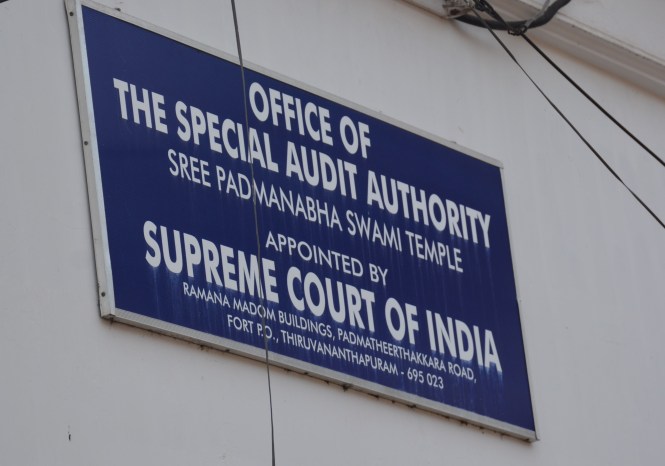 OFFICE OF
THE SPECIAL AUDIT AUTHORITY
SREE PADMANABHA SWAMI TEMPLE
APPOINTED BY
SUPREME COURT OF INDIA
RAMANA MADOM BUILDINGS, PADMATHEERTHAKKARA ROAD,
FORT P.O., THIRUVANANTHAPURAM - 695 023